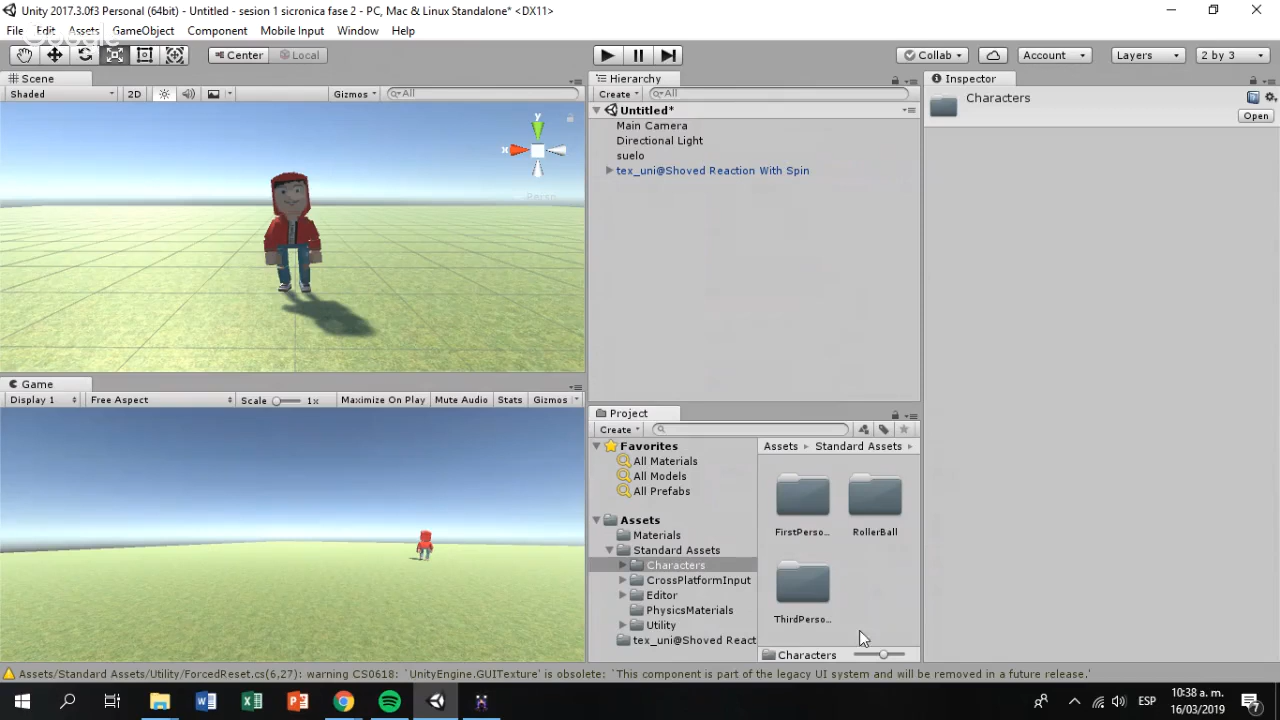 Unity 2017.3.0f3 Personal (64bit) - Untitled - sesion 1 sicronica fase 2 - PC, Mac & Linux Standalone* <DX11>
File Edit Assets GameObject Component Mobile Input Window Help
Google
Center Local
Collab Account Layers 2 by 3
Scene
Shaded 2D Gizmos All
y
x
Persp
Game
Display 1 Free Aspect Scale 1x Maximize On Play Mute Audio Stats Gizmos
Hierarchy
Create All
Untitled*
Main Camera
Directional Light
suelo
tex_uni@Shoved Reaction With Spin
Project
Create
Favorites
All Materials
All Models
All Prefabs
Assets
Materials
Standard Assets
Characters
CrossPlatformInput
Editor
PhysicsMaterials
Utility
tex_uni@Shoved React
Assets Standard Assets
FirstPerso... RollerBall
ThirdPerso...
Characters
Inspector
Characters
Open
Assets/Standard Assets/Utility/ForcedReset.cs(6,27): warning CS0618: `UnityEngine.GUITexture' is obsolete: `This component is part of the legacy UI system and will be removed in a future release.'
ESP
10:38 a. m.
16/03/2019
7